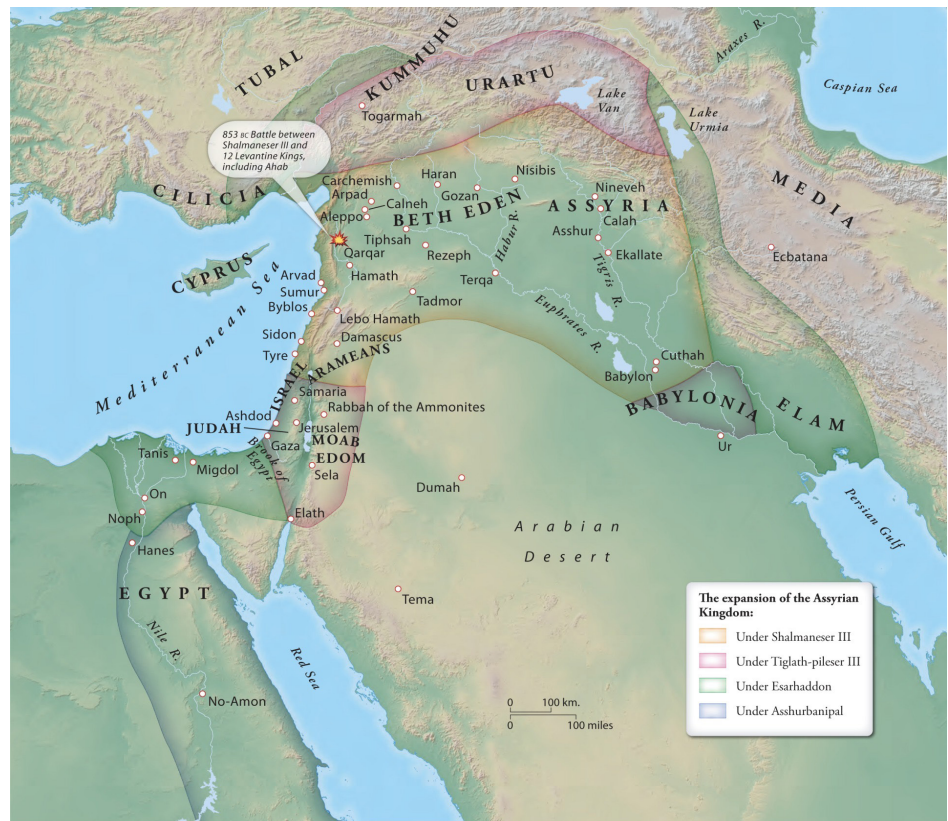 Araxes R.
Caspian Sea
TUBAL
KUMMUHU
URARTU
Lake
Van
Togarmah
Lake
Urmia
853 BC Battle between
Shalmaneser III and
12 Levantine Kings,
including Ahab
CILICIA
MEDIA
Carchemish
Haran
Nisibis
Arpad
Gozan
Nineveh
Calneh
BETH EDEN
ASSYRIA
Aleppo
Calah
Habur R.
Tiphsah
Asshur
Qarqar
Rezeph
Ekallate
Ecbatana
CYPRUS
Hamath
Terqa
Tigris R.
Arvad
Sumur
Tadmor
Byblos
Lebo Hamath
Euphrates R.
Mediterranean Sea
Sidon
Damascus
Tyre
Cuthah
ARAMEANS
Babylon
ISRAEL
Samaria
BABYLONIA
ELAM
Ashdod
Rabbah of the Ammonites
JUDAH
Jerusalem
Gaza
MOAB
Ur
Brook of
Egypt
EDOM
Tanis
Migdol
Sela
Dumah
On
Noph
Elath
Persian Gulf
Arabian
Desert
Hanes
EGYPT
Tema
Nile R.
Red Sea
No-Amon
0 100 km.
0 100 miles
The expansion of the Assyrian
Kingdom:
Under Shalmaneser III
Under Tiglath-pileser III
Under Esarhaddon
Under Asshurbanipal